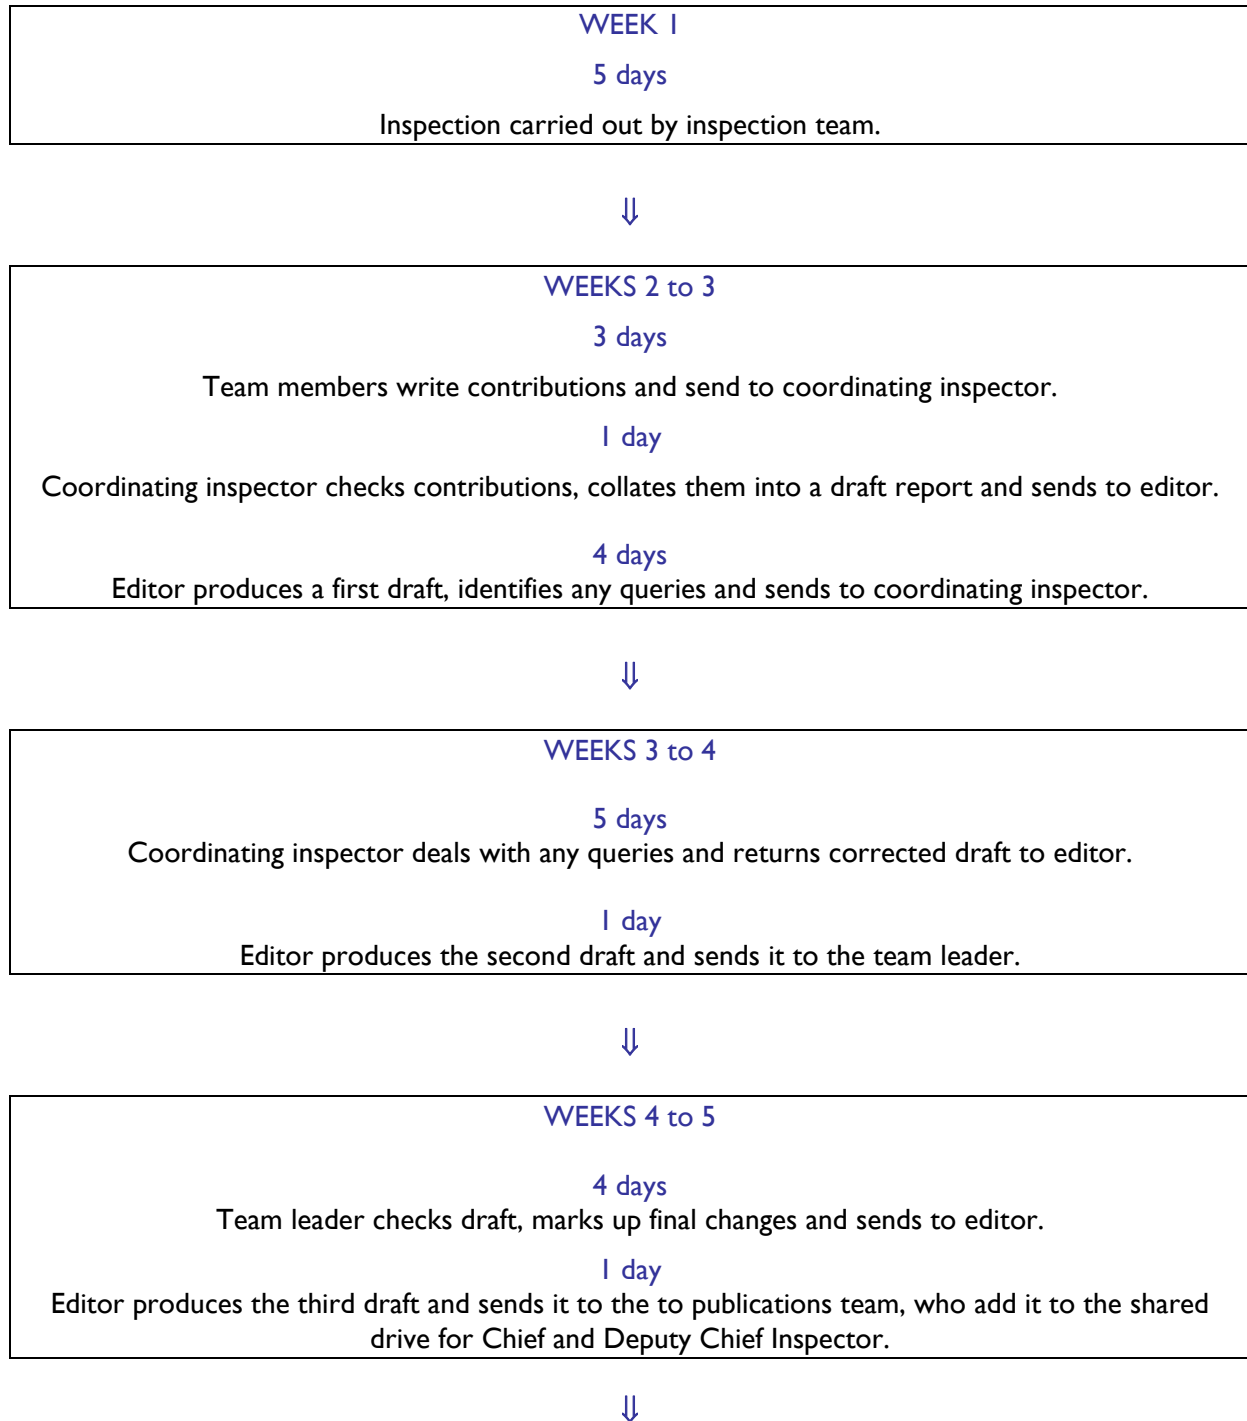 WEEK 1
5 days
Inspection carried out by inspection team.
⇓
WEEKS 2 to 3
3 days
Team members write contributions and send to coordinating inspector.
1 day
Coordinating inspector checks contributions, collates them into a draft report and sends to editor.
4 days
Editor produces a first draft, identifies any queries and sends to coordinating inspector.
⇓
WEEKS 3 to 4
5 days
Coordinating inspector deals with any queries and returns corrected draft to editor.
1 day
Editor produces the second draft and sends it to the team leader.
⇓
WEEKS 4 to 5
4 days
Team leader checks draft, marks up final changes and sends to editor.
1 day
Editor produces the third draft and sends it to the to publications team, who add it to the shared
drive for Chief and Deputy Chief Inspector.
⇓